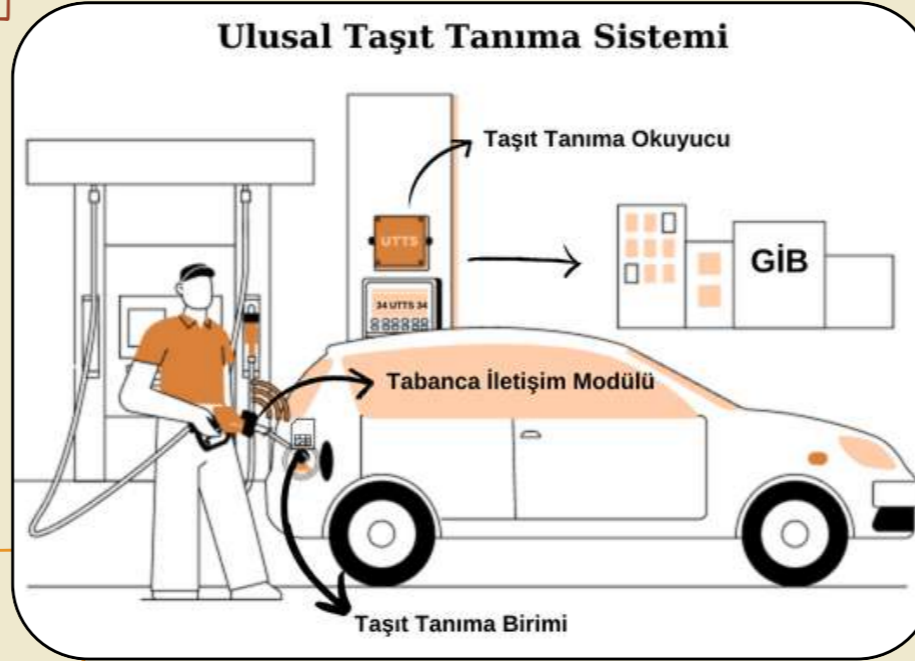 Ulusal Taşıt Tanıma Sistemi
Taşıt Tanıma Okuyucu
UTTS
GİB
34 UTTS 34
Tabanca İletişim Modülü
Taşıt Tanıma Birimi